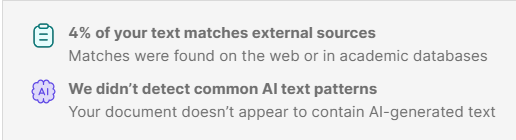 4% of your text matches external sources
Matches were found on the web or in academic databases
AI
We didn't detect common AI text patterns
Your document doesn't appear to contain AI-generated text